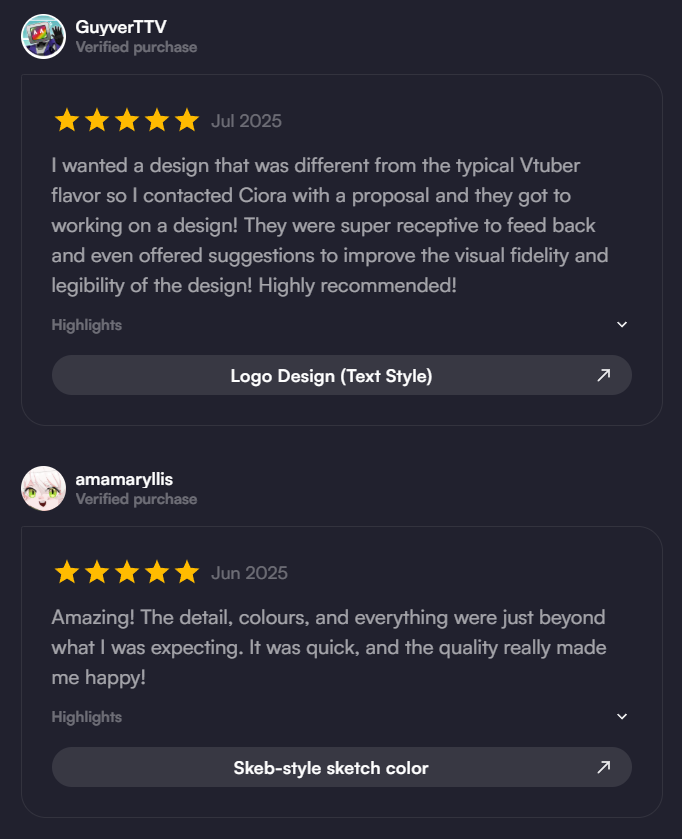 GuyverTTV
Verified purchase
Jul 2025
I wanted a design that was different from the typical Vtuber
flavor so I contacted Ciora with a proposal and they got to
working on a design! They were super receptive to feed back
and even offered suggestions to improve the visual fidelity and
legibility of the design! Highly recommended!
Highlights
Logo Design (Text Style)
amamaryllis
Verified purchase
Jun 2025
Amazing! The detail, colours, and everything were just beyond
what I was expecting. It was quick, and the quality really made
me happy!
Highlights
Skeb-style sketch color